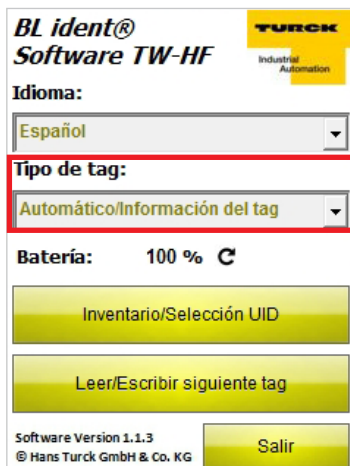 BL ident®
Software TW-HF
TURCK
Industrial
Automation
Idioma:
Español
Tipo de tag:
Automático/Información del tag
Batería: 100 %
Inventario/Selección UID
Leer/Escribir siguiente tag
Software Version 1.1.3
© Hans Turck GmbH & Co. KG
Salir